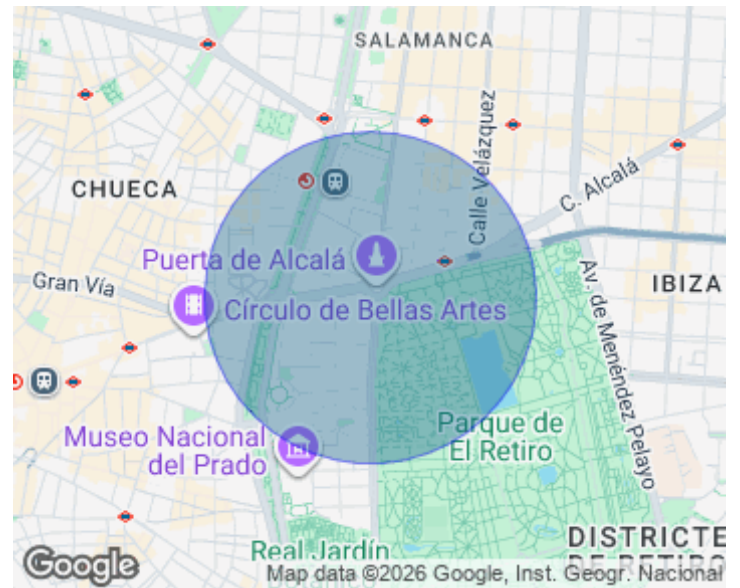 SALAMANCA
Calle Velázquez
CHUECA
C. Alcalá
Puerta de Alcalá
Gran Vía
Círculo de Bellas Artes
IBIZA
Av. de Menéndez Pelayo
Museo Nacional
del Prado
Parque de
El Retiro
DISTRICTE
DE RETIRO
Real Jardín
Google
Map data ©2026 Google, Inst. Geogr. Nacional